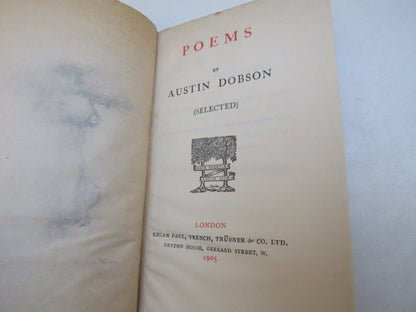 POEMS
BY
AUSTIN DOBSON
(SELECTED)
LONDON
KEGAN PAUL, TRENCH, TRÜBNER & CO. LTD.
DRYDEN HOUSE, GERRARD STREET, W.
1905